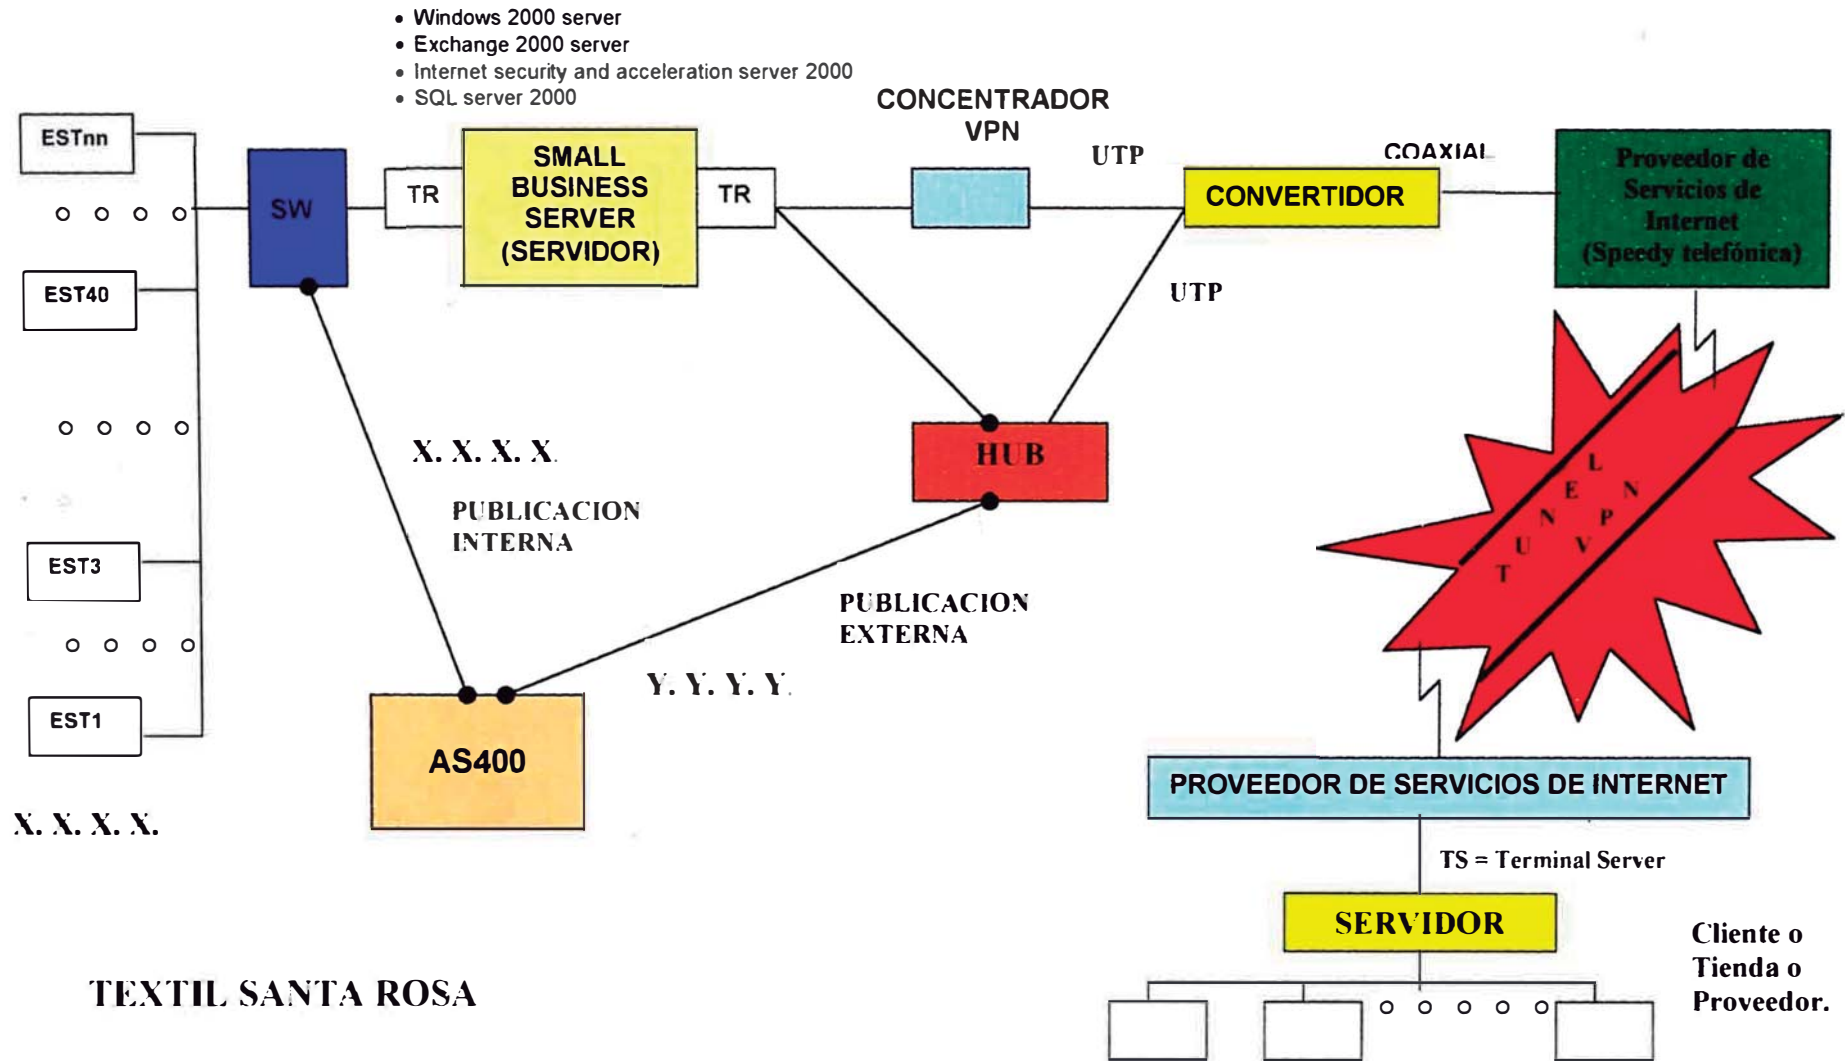 • Windows 2000 server
• Exchange 2000 server
• Internet security and acceleration server 2000
• SQL server 2000
CONCENTRADOR
VPN
UTP
COAXIAL
ESTnn
SW
TR
SMALL
BUSINESS
SERVER
(SERVIDOR)
TR
CONVERTIDOR
Proveedor de
Servicios de
Internet
(Speedy telefónica)
EST40
UTP
X. X. X. X.
HUB
PUBLICACION
INTERNA
TUNEL
VPN
EST3
PUBLICACION
EXTERNA
Y. Y. Y. Y.
EST1
AS400
X. X. X. X.
PROVEEDOR DE SERVICIOS DE INTERNET
TS = Terminal Server
SERVIDOR
Cliente o
Tienda o
Proveedor.
TEXTIL SANTA ROSA